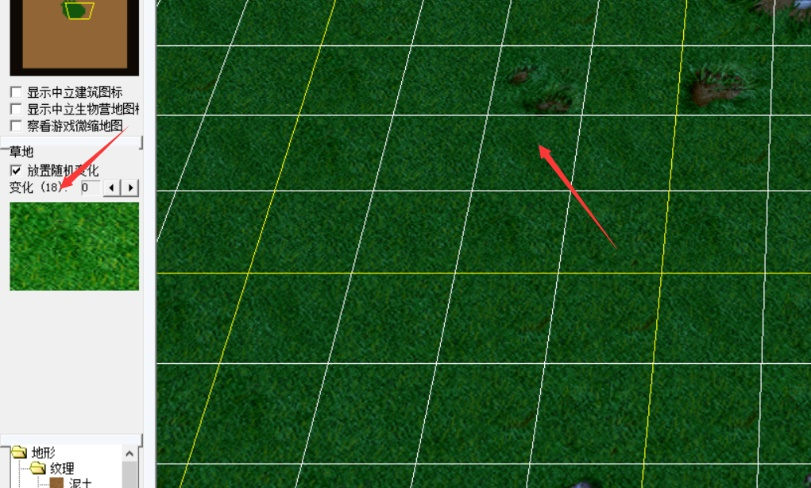 显示中立建筑图标
显示中立生物营地图标
察看游戏微缩地图
草地
放置随机变化
变化 (18): 0
地形
纹理
泥土